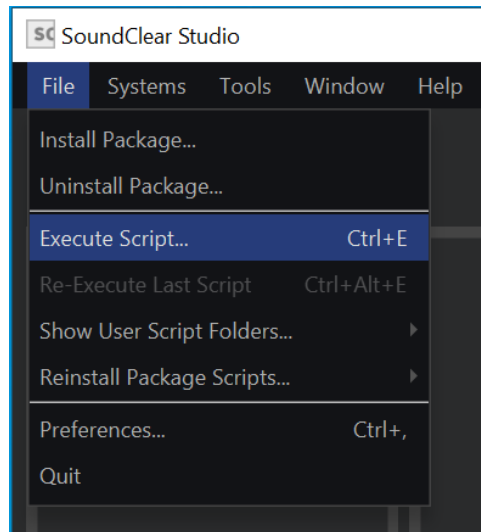 SC SoundClear Studio
File Systems Tools Window Help
Install Package...
Uninstall Package...
Execute Script... Ctrl+E
Re-Execute Last Script Ctrl+Alt+E
Show User Script Folders...
Reinstall Package Scripts...
Preferences... Ctrl+,
Quit